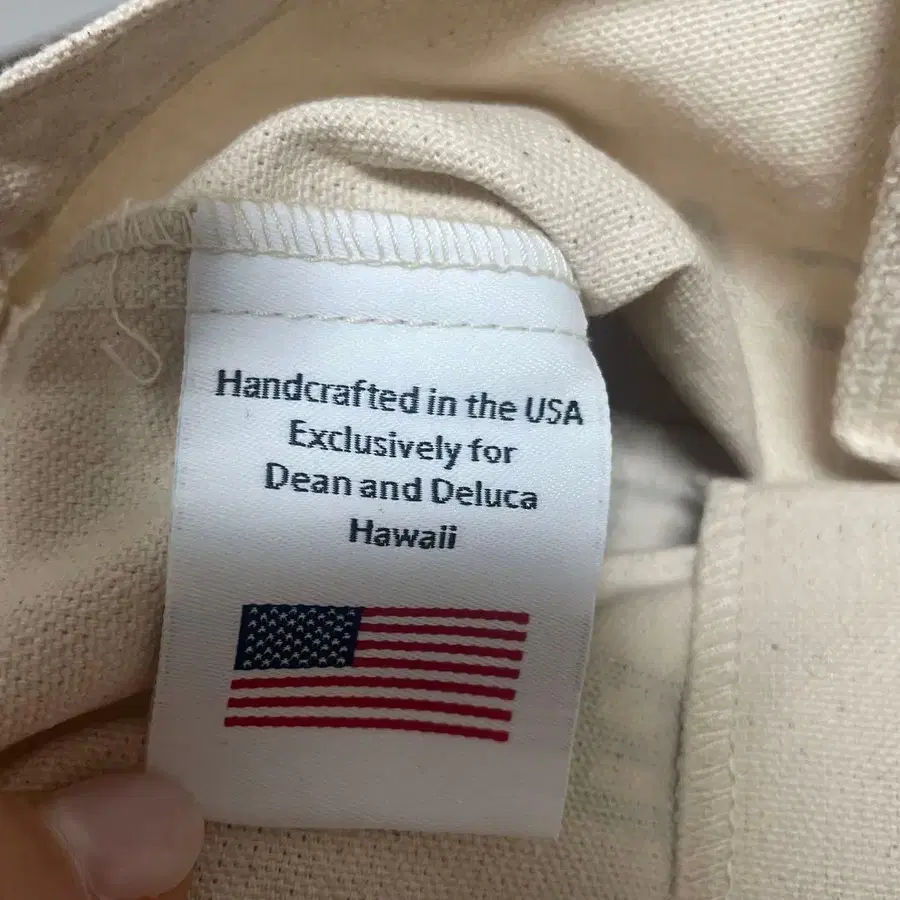 Handcrafted in the USA
Exclusively for
Dean and Deluca
Hawaii